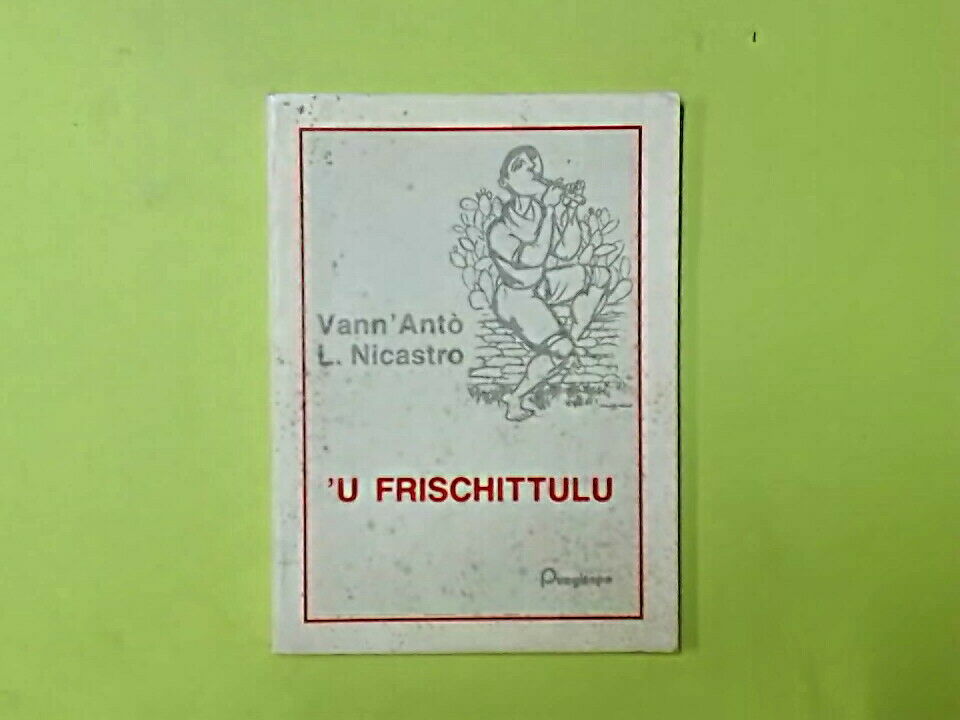 Vann'Antò
L. Nicastro
'U FRISCHITTULU